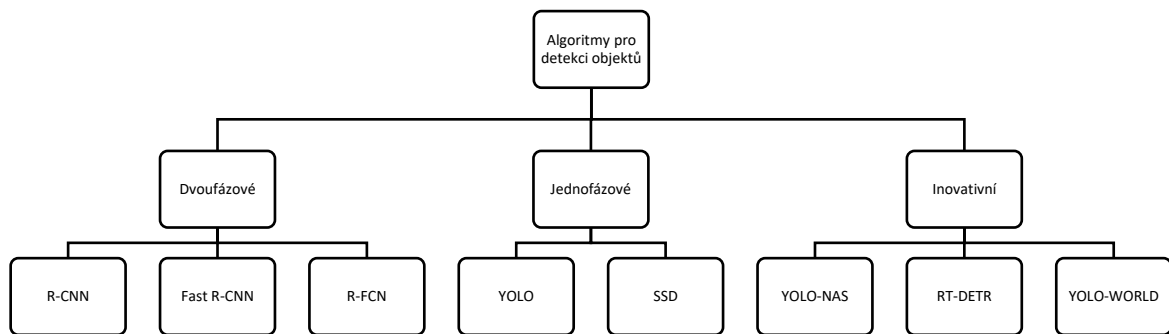 Algoritmy pro
detekci objektů
Dvoufázové
Jednofázové
Inovativní
R-CNN
Fast R-CNN
R-FCN
YOLO
SSD
YOLO-NAS
RT-DETR
YOLO-WORLD